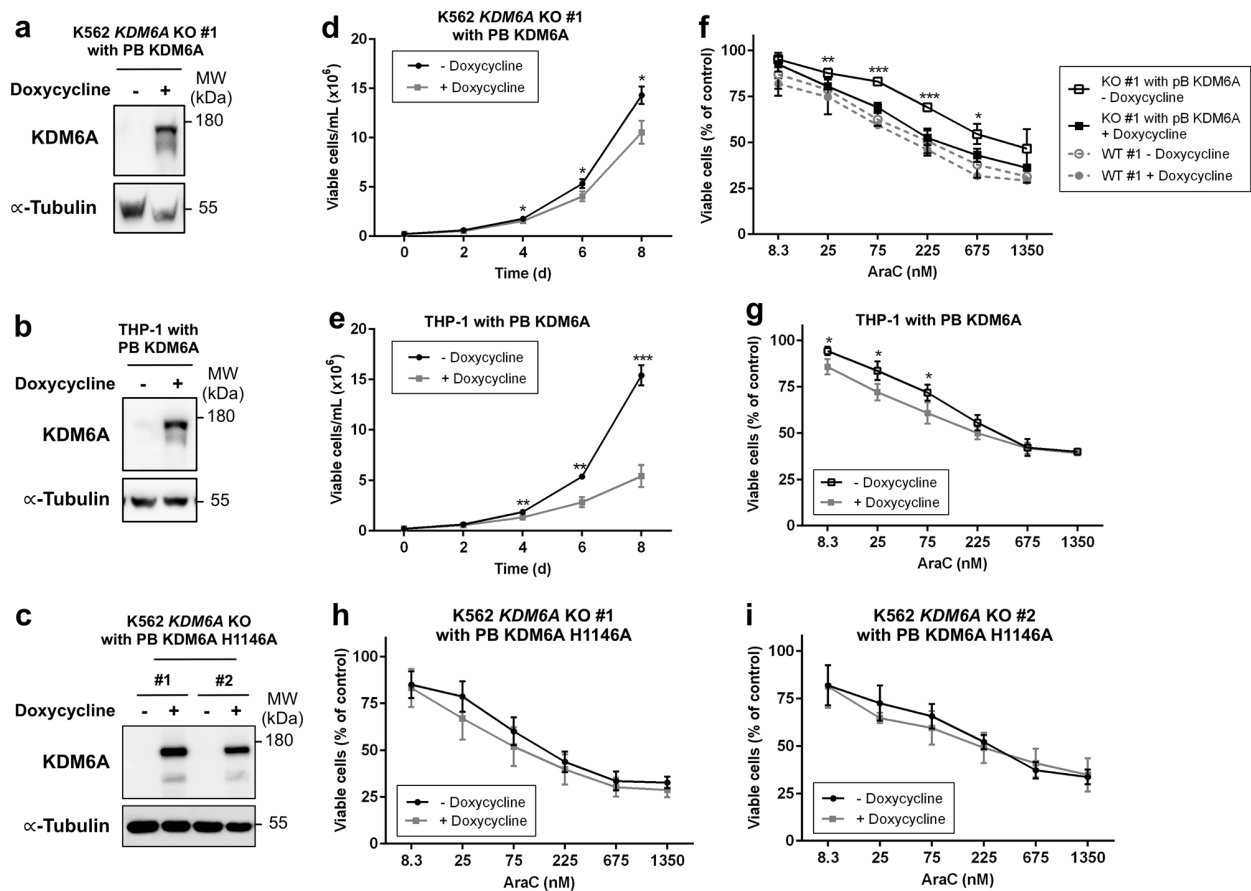 a
K562 KDM6A KO #1
with PB KDM6A
Doxycycline - +
MW
(kDa)
KDM6A
180
∝-Tubulin
55
b
THP-1 with
PB KDM6A
Doxycycline - +
MW
(kDa)
KDM6A
180
∝-Tubulin
55
c
K562 KDM6A KO
with PB KDM6A H1146A
#1 #2
Doxycycline - + - +
MW
(kDa)
KDM6A
180
∝-Tubulin
55
d
K562 KDM6A KO #1
with PB KDM6A
Viable cells/mL (x10⁶)
20
15
10
5
0
- Doxycycline
+ Doxycycline
* * *
0 2 4 6 8
Time (d)
e
THP-1 with PB KDM6A
Viable cells/mL (x10⁶)
20
15
10
5
0
- Doxycycline
+ Doxycycline
** ** ***
0 2 4 6 8
Time (d)
f
Viable cells (% of control)
100
75
50
25
0
** *** *** *
8.3 25 75 225 675 1350
AraC (nM)
KO #1 with pB KDM6A
- Doxycycline
KO #1 with pB KDM6A
+ Doxycycline
WT #1 - Doxycycline
WT #1 + Doxycycline
g
THP-1 with PB KDM6A
Viable cells (% of control)
100
75
50
25
0
* * *
- Doxycycline
+ Doxycycline
8.3 25 75 225 675 1350
AraC (nM)
h
K562 KDM6A KO #1
with PB KDM6A H1146A
Viable cells (% of control)
100
75
50
25
0
- Doxycycline
+ Doxycycline
8.3 25 75 225 675 1350
AraC (nM)
i
K562 KDM6A KO #2
with PB KDM6A H1146A
Viable cells (% of control)
100
75
50
25
0
- Doxycycline
+ Doxycycline
8.3 25 75 225 675 1350
AraC (nM)